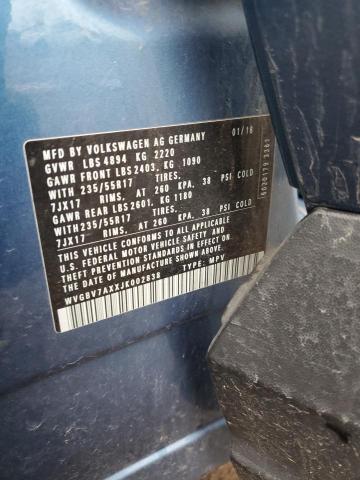 MFD BY VOLKSWAGEN AG GERMANY 01/18
GVWR LBS 4894 KG 2220
GAWR FRONT LBS 2403, KG 1090
WITH 235/55R17 TIRES,
7JX17 RIMS, AT 260 KPA, 38 PSI COLD
GAWR REAR LBS 2601, KG 1180
WITH 235/55R17 TIRES,
7JX17 RIMS, AT 260 KPA, 38 PSI COLD
THIS VEHICLE CONFORMS TO ALL APPLICABLE
U.S. FEDERAL MOTOR VEHICLE SAFETY AND
THEFT PREVENTION STANDARDS IN EFFECT ON
THE DATE OF MANUFACTURE SHOWN ABOVE.
WVGBV7AXXJK002838 TYPE: MPV